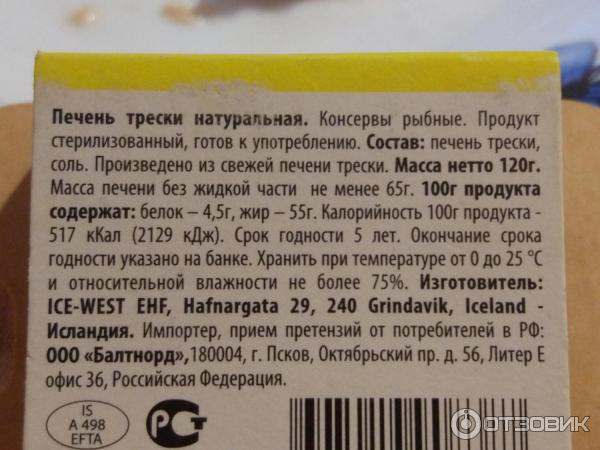 Печень трески натуральная. Консервы рыбные. Продукт
стерилизованный, готов к употреблению. Состав: печень трески,
соль. Произведено из свежей печени трески. Масса нетто 120г.
Масса печени без жидкой части не менее 65г. 100г продукта
содержат: белок – 4,5г, жир – 55г. Калорийность 100г продукта -
517 кКал (2129 кДж). Срок годности 5 лет. Окончание срока
годности указано на банке. Хранить при температуре от 0 до 25 °C
и относительной влажности не более 75%. Изготовитель:
ICE-WEST EHF, Hafnargata 29, 240 Grindavik, Iceland -
Исландия. Импортер, прием претензий от потребителей в РФ:
ООО «Балтнорд»,180004, г. Псков, Октябрьский пр. д. 56, Литер Е
офис 36, Российская Федерация.
IS
A 498
EFTA
РСТ
ОТЗОВИК